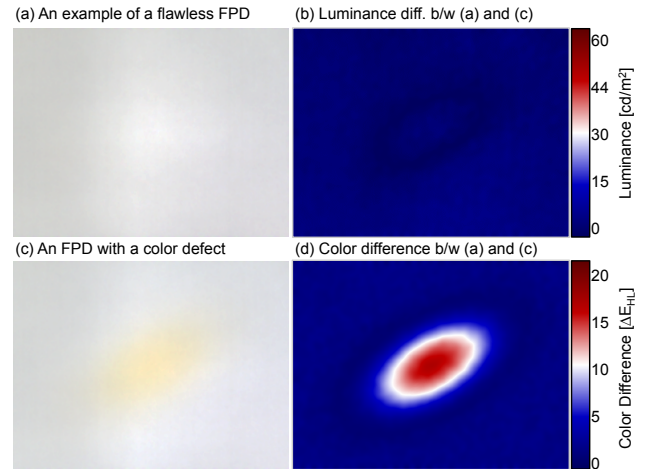 (a) An example of a flawless FPD
(b) Luminance diff. b/w (a) and (c)
60
44
30
15
0
Luminance [cd/m²]
(c) An FPD with a color defect
(d) Color difference b/w (a) and (c)
20
15
10
5
0
Color Difference [ΔE_HL]